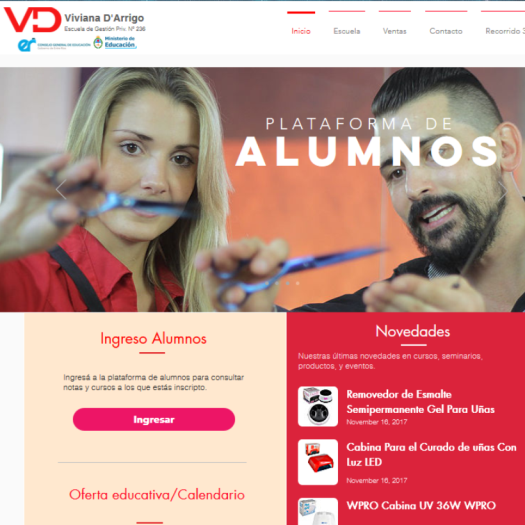 VD
Viviana D'Arrigo
Escuela de Gestión Priv. Nº 236
CONSEJO GENERAL DE EDUCACIÓN
Ministerio de
Educación
Inicio
Escuela
Ventas
Contacto
Recorrido 3
PLATAFORMA DE
ALUMNOS
Ingreso Alumnos
Ingresá a la plataforma de alumnos para consultar
notas y cursos a los que estás inscripto.
Ingresar
Oferta educativa/Calendario
Novedades
Nuestras últimas novedades en cursos, seminarios,
productos, y eventos.
Removedor de Esmalte
Semipermanente Gel Para Uñas
November 16, 2017
Cabina Para el Curado de uñas Con
Luz LED
November 16, 2017
WPRO Cabina UV 36W WPRO